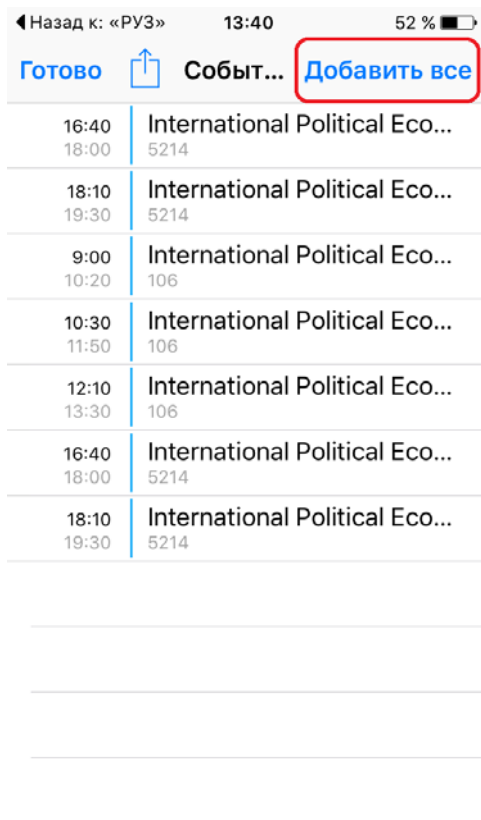 Назад к: «РУЗ» 13:40 52 %
Готово Событ... Добавить все
16:40 International Political Eco...
18:00 5214
18:10 International Political Eco...
19:30 5214
9:00 International Political Eco...
10:20 106
10:30 International Political Eco...
11:50 106
12:10 International Political Eco...
13:30 106
16:40 International Political Eco...
18:00 5214
18:10 International Political Eco...
19:30 5214